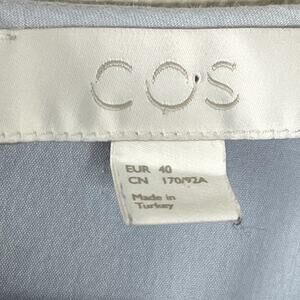 COS
EUR 40
CN 170/92A
Made in
Turkey